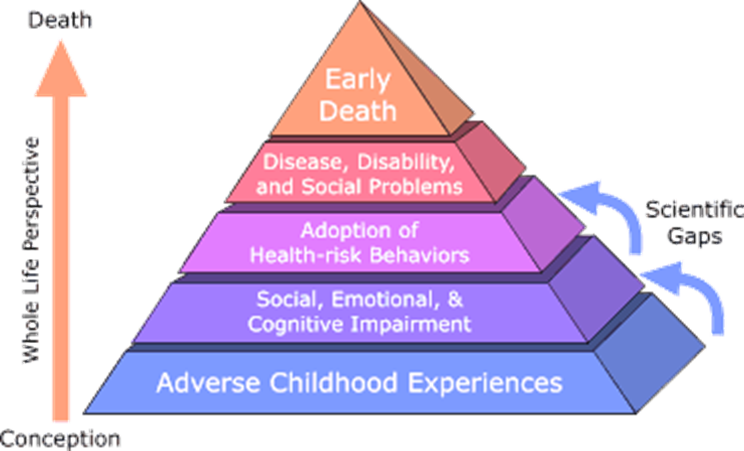 Death
Early
Death
Disease, Disability,
and Social Problems
Adoption of
Health-risk Behaviors
Social, Emotional, &
Cognitive Impairment
Adverse Childhood Experiences
Scientific
Gaps
Whole Life Perspective
Conception